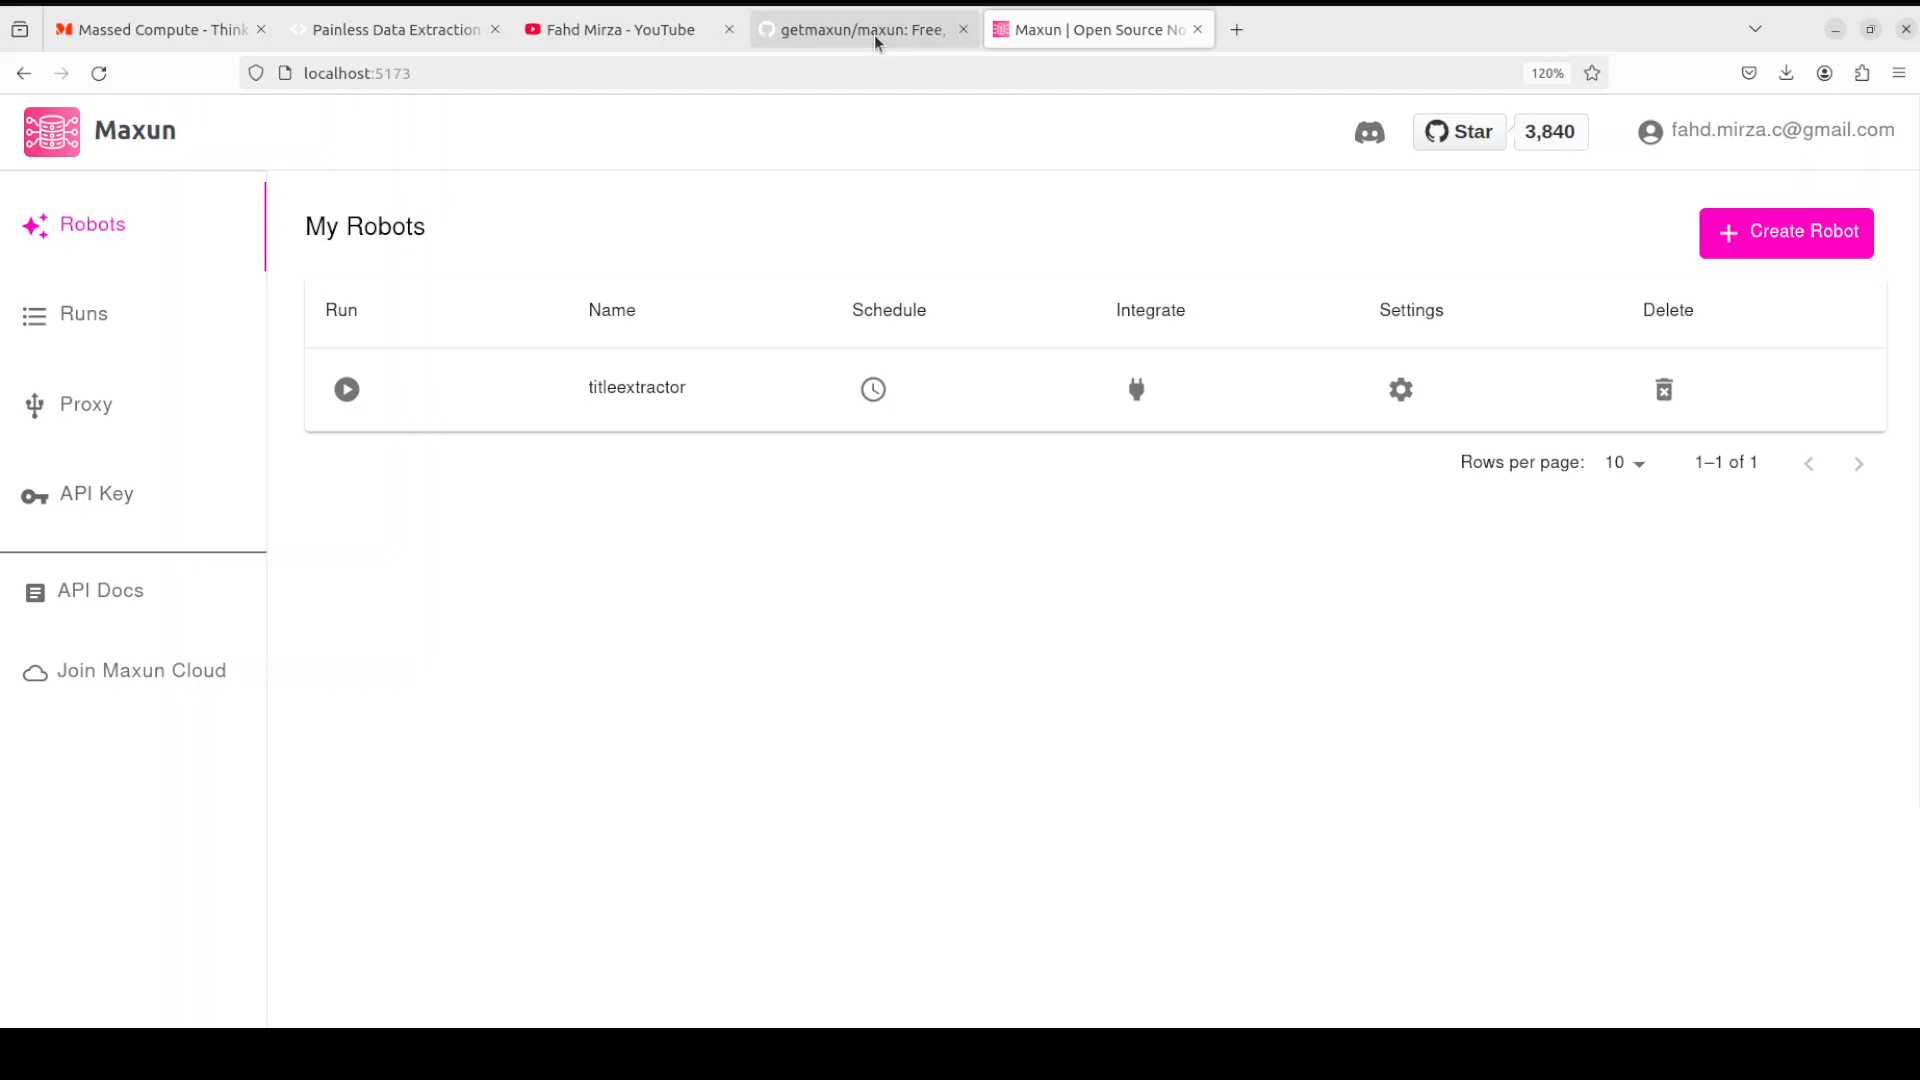 Massed Compute - Think
Painless Data Extraction
Fahd Mirza - YouTube
getmaxun/maxun: Free,
Maxun | Open Source No
localhost:5173
120%
Maxun
Star
3,840
fahd.mirza.c@gmail.com
Robots
Runs
Proxy
API Key
API Docs
Join Maxun Cloud
My Robots
Create Robot
Run
Name
Schedule
Integrate
Settings
Delete
titleextractor
Rows per page:
10
1–1 of 1